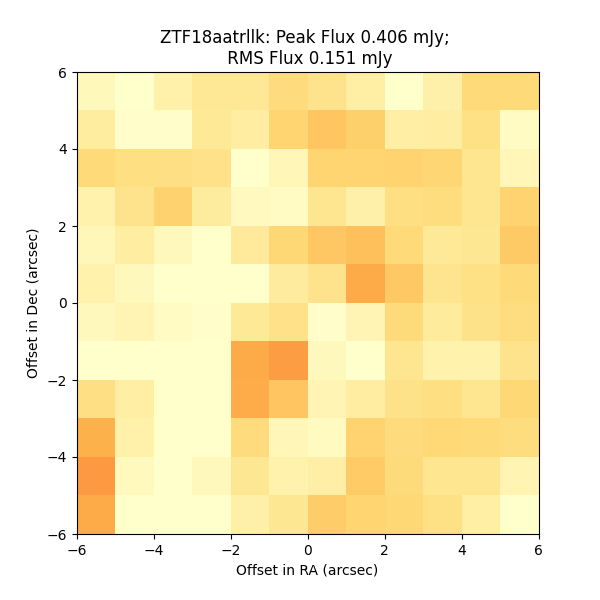 ZTF18aatrllk: Peak Flux 0.406 mJy;
RMS Flux 0.151 mJy
6
4
2
0
−2
−4
−6
Offset in Dec (arcsec)
−6 −4 −2 0 2 4 6
Offset in RA (arcsec)